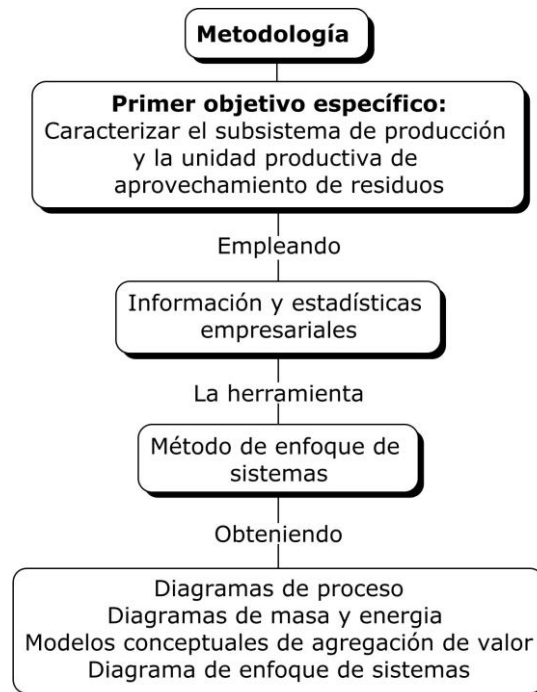 Metodología
Primer objetivo específico:
Caracterizar el subsistema de producción
y la unidad productiva de
aprovechamiento de residuos
Empleando
Información y estadísticas
empresariales
La herramienta
Método de enfoque de
sistemas
Obteniendo
Diagramas de proceso
Diagramas de masa y energia
Modelos conceptuales de agregación de valor
Diagrama de enfoque de sistemas